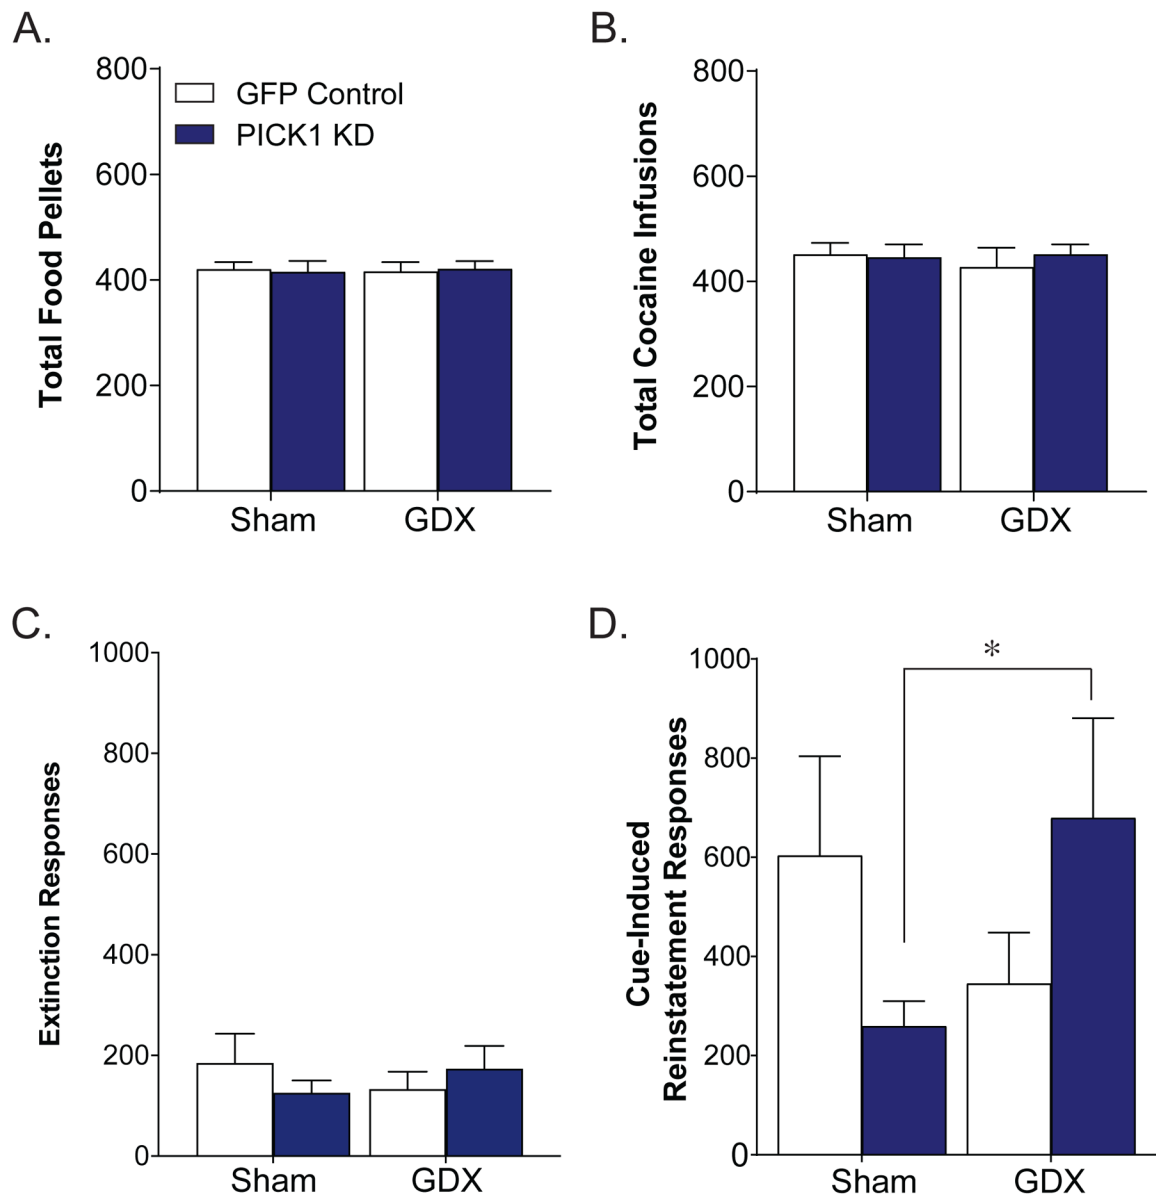 A.
800
600
400
200
0
Total Food Pellets
GFP Control
PICK1 KD
Sham
GDX
B.
800
600
400
200
0
Total Cocaine Infusions
Sham
GDX
C.
1000
800
600
400
200
0
Extinction Responses
Sham
GDX
D.
1000
800
600
400
200
0
Cue-Induced
Reinstatement Responses
*
Sham
GDX